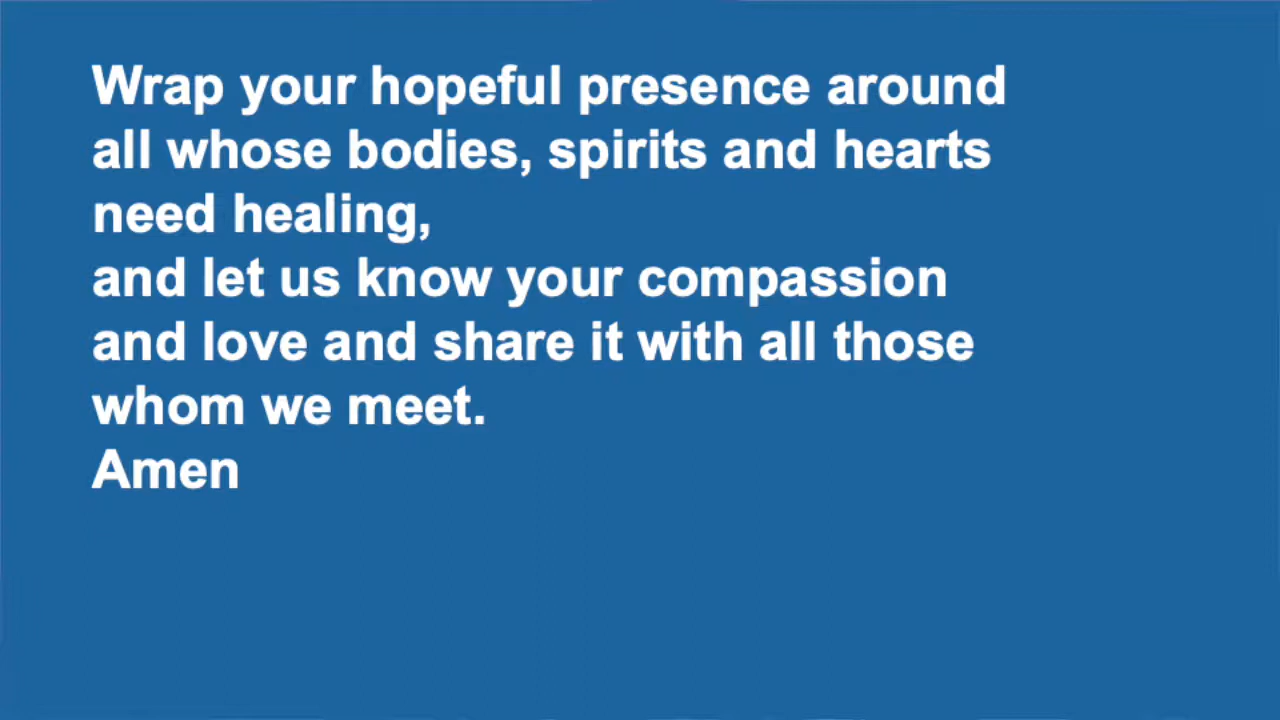 Wrap your hopeful presence around
all whose bodies, spirits and hearts
need healing,
and let us know your compassion
and love and share it with all those
whom we meet.
Amen